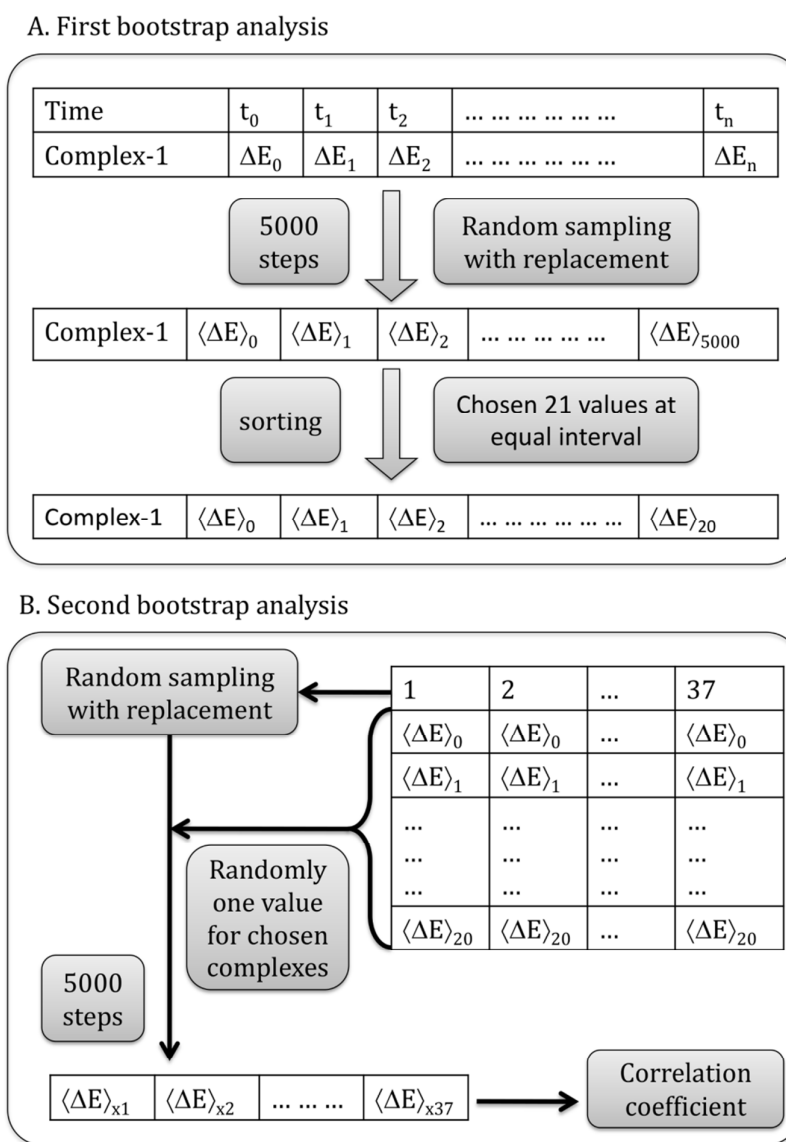 A. First bootstrap analysis
Time t₀ t₁ t₂ ... ... ... ... ... ... tₙ
Complex-1 ΔE₀ ΔE₁ ΔE₂ ... ... ... ... ... ... ΔEₙ
5000
steps
Random sampling
with replacement
Complex-1 ⟨ΔE⟩₀ ⟨ΔE⟩₁ ⟨ΔE⟩₂ ... ... ... ... ... ⟨ΔE⟩₅₀₀₀
sorting
Chosen 21 values at
equal interval
Complex-1 ⟨ΔE⟩₀ ⟨ΔE⟩₁ ⟨ΔE⟩₂ ... ... ... ... ... ... ⟨ΔE⟩₂₀
B. Second bootstrap analysis
Random sampling
with replacement
1 2 ... 37
⟨ΔE⟩₀ ⟨ΔE⟩₀ ... ⟨ΔE⟩₀
⟨ΔE⟩₁ ⟨ΔE⟩₁ ... ⟨ΔE⟩₁
... ... ... ...
... ... ... ...
... ... ... ...
⟨ΔE⟩₂₀ ⟨ΔE⟩₂₀ ... ⟨ΔE⟩₂₀
Randomly
one value
for chosen
complexes
5000
steps
⟨ΔE⟩ₓ₁ ⟨ΔE⟩ₓ₂ ... ... ... ⟨ΔE⟩ₓ₃₇
Correlation
coefficient